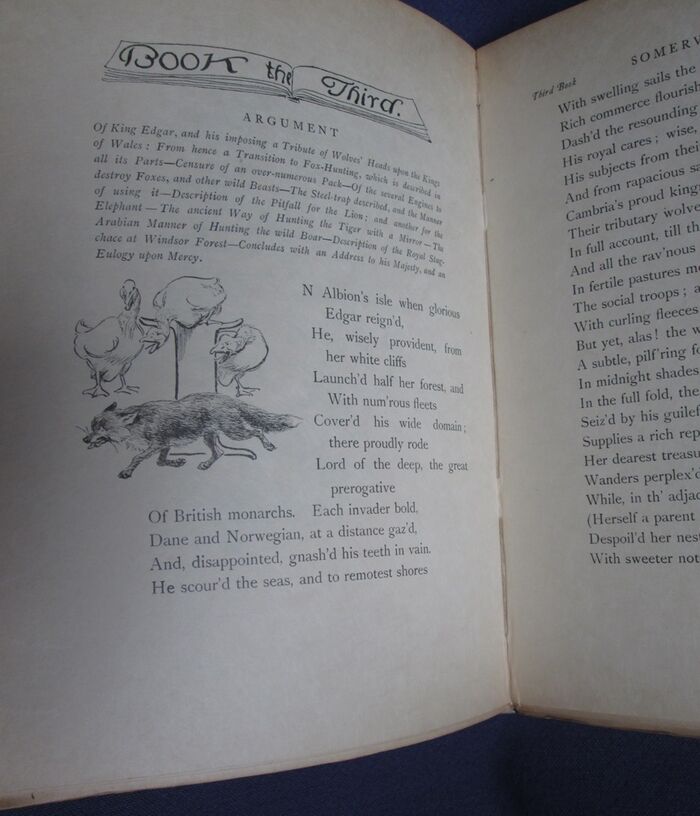 BOOK the Third.
ARGUMENT
Of King Edgar, and his imposing a Tribute of Wolves' Heads upon the Kings
of Wales: From hence a Transition to Fox-Hunting, which is described in
all its Parts—Censure of an over-numerous Pack—Of the several Engines to
destroy Foxes, and other wild Beasts—The Steel-trap described, and the Manner
of using it—Description of the Pitfall for the Lion; and another for the
Elephant—The ancient Way of Hunting the Tiger with a Mirror—The
Arabian Manner of Hunting the wild Boar—Description of the Royal Stag-
chace at Windsor Forest—Concludes with an Address to his Majesty, and an
Eulogy upon Mercy.
N Albion's isle when glorious
Edgar reign'd,
He, wisely provident, from
her white cliffs
Launch'd half her forest, and
With num'rous fleets
Cover'd his wide domain;
there proudly rode
Lord of the deep, the great
prerogative
Of British monarchs. Each invader bold,
Dane and Norwegian, at a distance gaz'd,
And, disappointed, gnash'd his teeth in vain.
He scour'd the seas, and to remotest shores
Third Book
SOMERV
With swelling sails the
Rich commerce flourish
Dash'd the resounding
His royal cares; wise,
His subjects from their
And from rapacious sa
Cambria's proud king
Their tributary wolve
In full account, till th
And all the rav'nous
In fertile pastures mo
The social troops; a
With curling fleeces
But yet, alas! the w
A subtle, pilf'ring fo
In midnight shades
In the full fold, the
Seiz'd by his guilef
Supplies a rich rep
Her dearest treasu
Wanders perplex'd
While, in th' adjac
(Herself a parent
Despoil'd her nest
With sweeter not